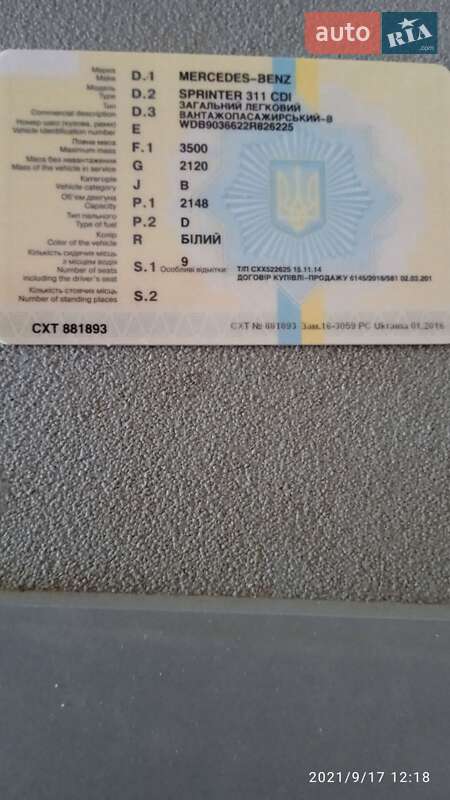 auto RIA.com
Марка
Make D.1 MERCEDES-BENZ
Модель
Type D.2 SPRINTER 311 CDI
Тип
Commercial description D.3 ЗАГАЛЬНИЙ ЛЕГКОВИЙ
ВАНТАЖОПАСАЖИРСЬКИЙ-B
Номер шасі (кузова, рами)
Vehicle identification number E WDB9036622R826225
Повна маса
Maximum mass F.1 3500
Маса без навантаження
Mass of the vehicle in service G 2120
Категорія
Vehicle category J B
Об'єм двигуна
Capacity P.1 2148
Тип пального
Type of fuel P.2 D
Колір
Color of the vehicle R БІЛИЙ
Кількість сидячих місць
з місцем водія
Number of seats
including the driver's seat S.1 9
Особливі відмітки Т/П СХХ522625 15.11.14
ДОГОВІР КУПІВЛІ-ПРОДАЖУ 6145/2016/581 02.03.201
Кількість стоячих місць
Number of standing places S.2
СХТ 881893
СХТ № 881893 Зам.16-3059 РС Ukraina 01.2016
2021/9/17 12:18